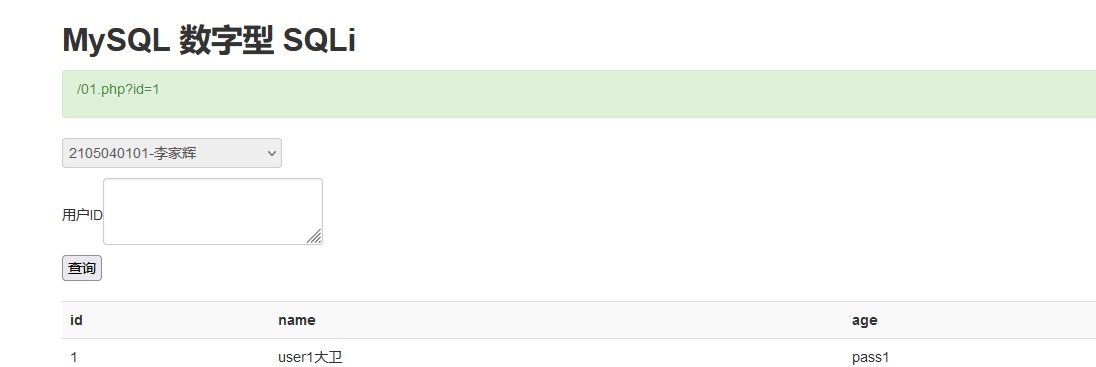 MySQL 数字型 SQLi
/01.php?id=1
2105040101-李家辉
用户ID
查询
id name age
1 user1大卫 pass1